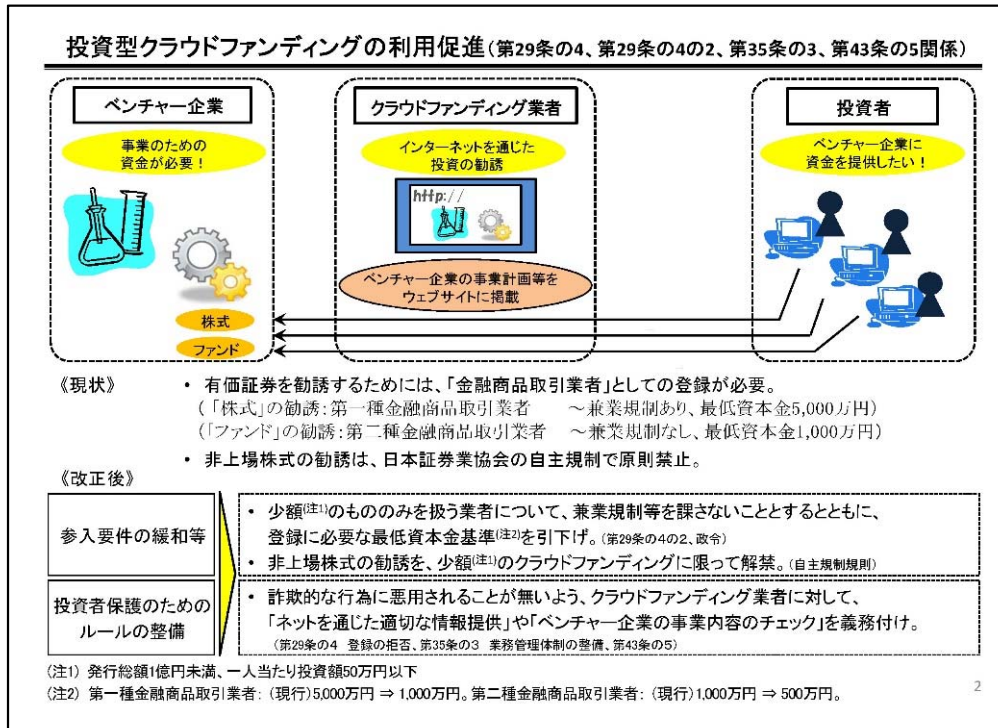 投資型クラウドファンディングの利用促進(第29条の4、第29条の4の2、第35条の3、第43条の5関係)
ベンチャー企業
クラウドファンディング業者
投資者
事業のための
資金が必要!
インターネットを通じた
投資の勧誘
ベンチャー企業に
資金を提供したい!
http://
ベンチャー企業の事業計画等を
ウェブサイトに掲載
株式
ファンド
《現状》
・ 有価証券を勧誘するためには、「金融商品取引業者」としての登録が必要。
(「株式」の勧誘:第一種金融商品取引業者 ~兼業規制あり、最低資本金5,000万円)
(「ファンド」の勧誘:第二種金融商品取引業者 ~兼業規制なし、最低資本金1,000万円)
・ 非上場株式の勧誘は、日本証券業協会の自主規制で原則禁止。
《改正後》
参入要件の緩和等
・ 少額(注1)のもののみを扱う業者について、兼業規制等を課さないこととするとともに、
登録に必要な最低資本金基準(注2)を引下げ。(第29条の4の2、政令)
・ 非上場株式の勧誘を、少額(注1)のクラウドファンディングに限って解禁。(自主規制規則)
投資者保護のための
ルールの整備
・ 詐欺的な行為に悪用されることが無いよう、クラウドファンディング業者に対して、
「ネットを通じた適切な情報提供」や「ベンチャー企業の事業内容のチェック」を義務付け。
(第29条の4 登録の拒否、第35条の3 業務管理体制の整備、第43条の5)
(注1) 発行総額1億円未満、一人当たり投資額50万円以下
(注2) 第一種金融商品取引業者: (現行)5,000万円 ⇒ 1,000万円。第二種金融商品取引業者: (現行)1,000万円 ⇒ 500万円。
2